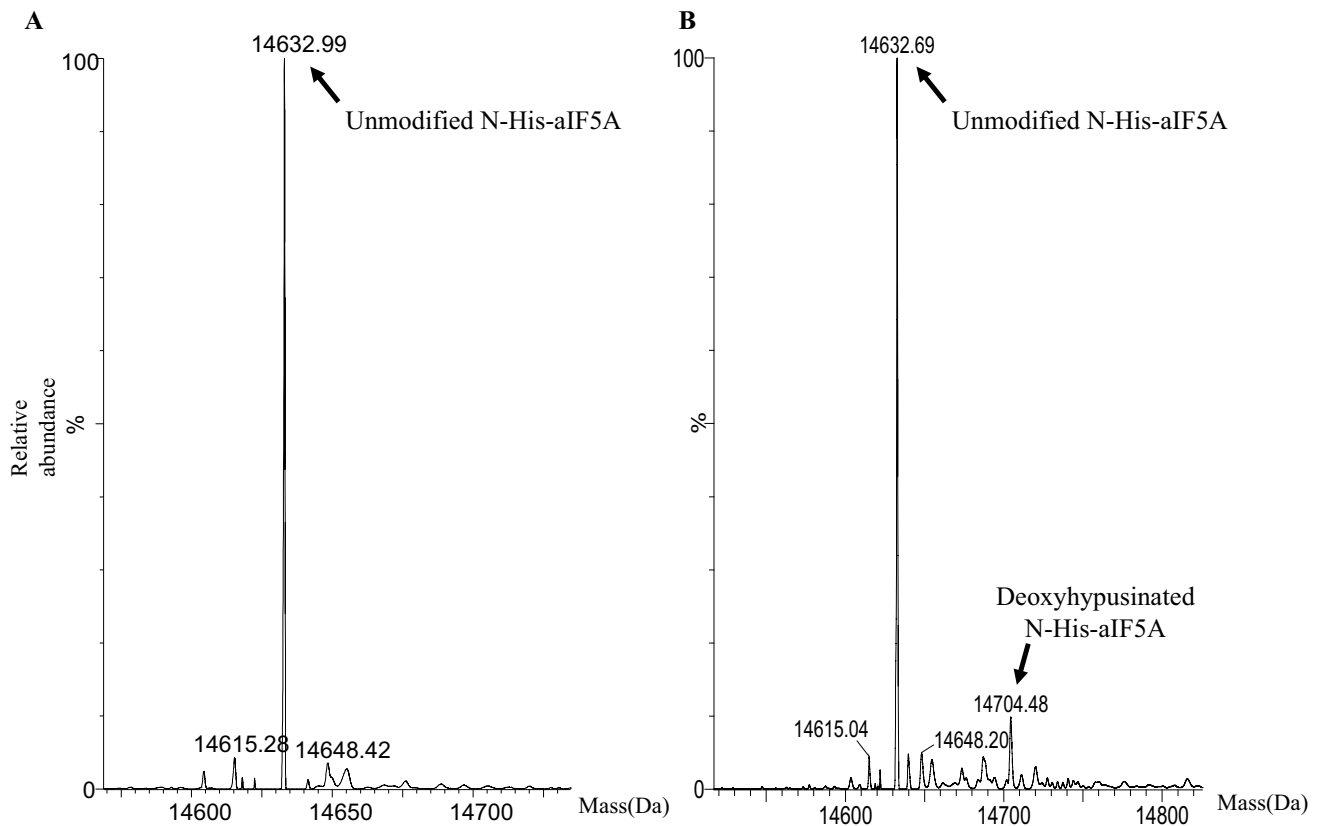 A
14632.99
100
Unmodified N-His-aIF5A
Relative
abundance
%
14615.28
14648.42
0
14600
14700
Mass(Da)
B
14632.69
100
Unmodified N-His-aIF5A
%
Deoxyhypusinated
N-His-aIF5A
14704.48
14615.04
14648.20
0
14600
14700
14800
Mass(Da)